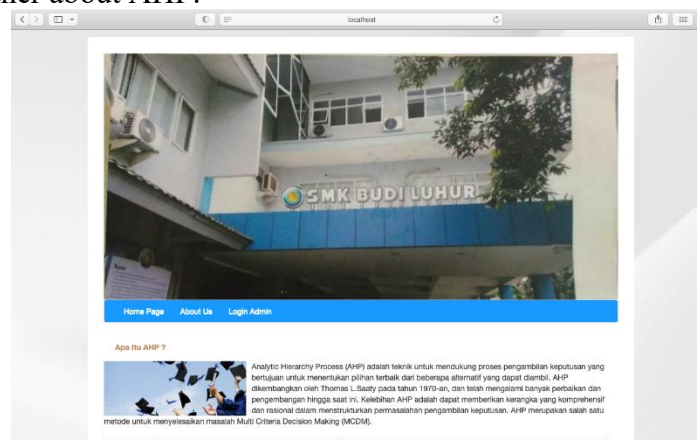 about AHP.
localhost
SMK BUDI LUHUR
Home Page About Us Login Admin
Apa Itu AHP ?
Analytic Hierarchy Process (AHP) adalah teknik untuk mendukung proses pengambilan keputusan yang
bertujuan untuk menentukan pilihan terbaik dari beberapa alternatif yang dapat diambil. AHP
dikembangkan oleh Thomas L.Saaty pada tahun 1970-an, dan telah mengalami banyak perbaikan dan
pengembangan hingga saat ini. Kelebihan AHP adalah dapat memberikan kerangka yang komprehensif
dan rasional dalam menstrukturkan permasalahan pengambilan keputusan. AHP merupakan salah satu
metode untuk menyelesaikan masalah Multi Criteria Decision Making (MCDM).